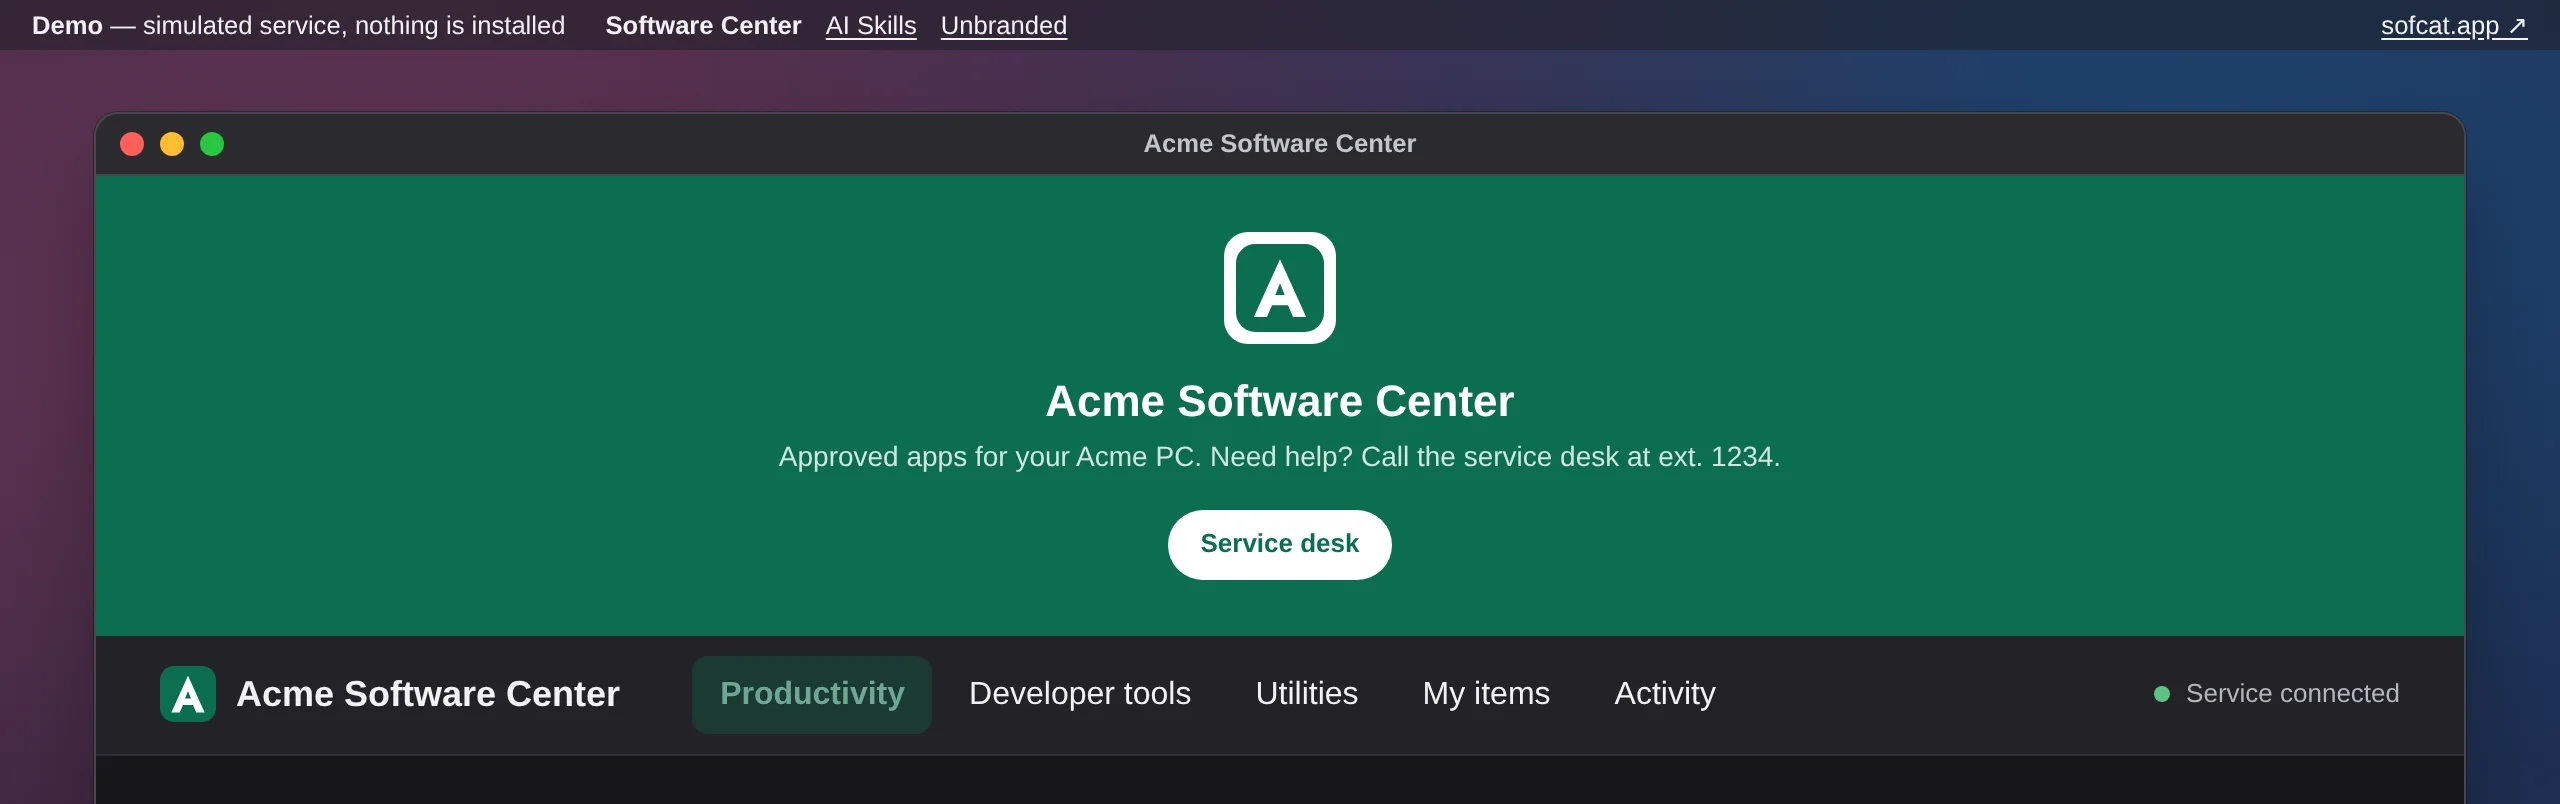 Demo — simulated service, nothing is installed Software Center AI Skills Unbranded sofcat.app ↗
Acme Software Center
A
Acme Software Center
Approved apps for your Acme PC. Need help? Call the service desk at ext. 1234.
Service desk
A Acme Software Center Productivity Developer tools Utilities My items Activity Service connected